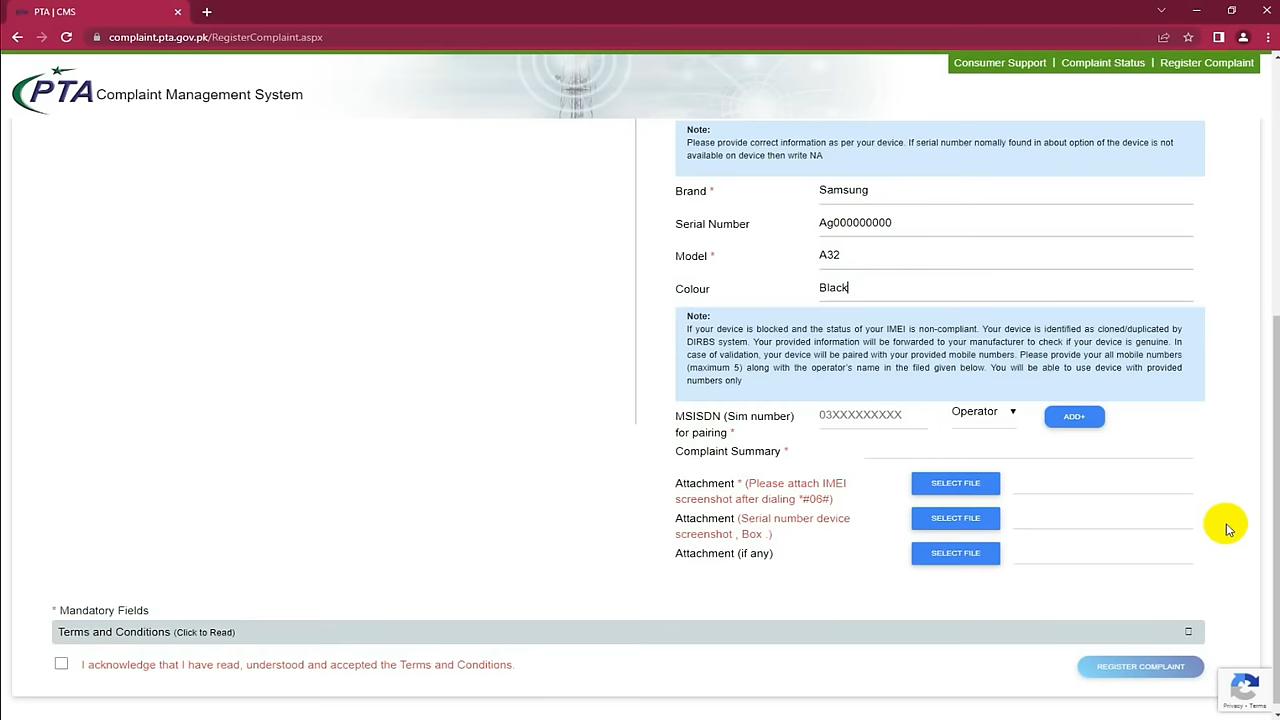 PTA | CMS
complaint.pta.gov.pk/RegisterComplaint.aspx
Consumer Support | Complaint Status | Register Complaint
PTA Complaint Management System
Note:
Please provide correct information as per your device. If serial number nomally found in about option of the device is not
available on device then write NA
Brand * Samsung
Serial Number Ag000000000
Model * A32
Colour Black
Note:
If your device is blocked and the status of your IMEI is non-compliant. Your device is identified as cloned/duplicated by
DIRBS system. Your provided information will be forwarded to your manufacturer to check if your device is genuine. In
case of validation, your device will be paired with your provided mobile numbers. Please provide your all mobile numbers
(maximum 5) along with the operator's name in the filed given below. You will be able to use device with provided
numbers only
MSISDN (Sim number) 03XXXXXXXXX Operator ADD+
for pairing *
Complaint Summary *
Attachment * (Please attach IMEI SELECT FILE
screenshot after dialing *#06#)
Attachment (Serial number device SELECT FILE
screenshot , Box .)
Attachment (if any) SELECT FILE
* Mandatory Fields
Terms and Conditions (Click to Read)
I acknowledge that I have read, understood and accepted the Terms and Conditions.
REGISTER COMPLAINT
Privacy - Terms